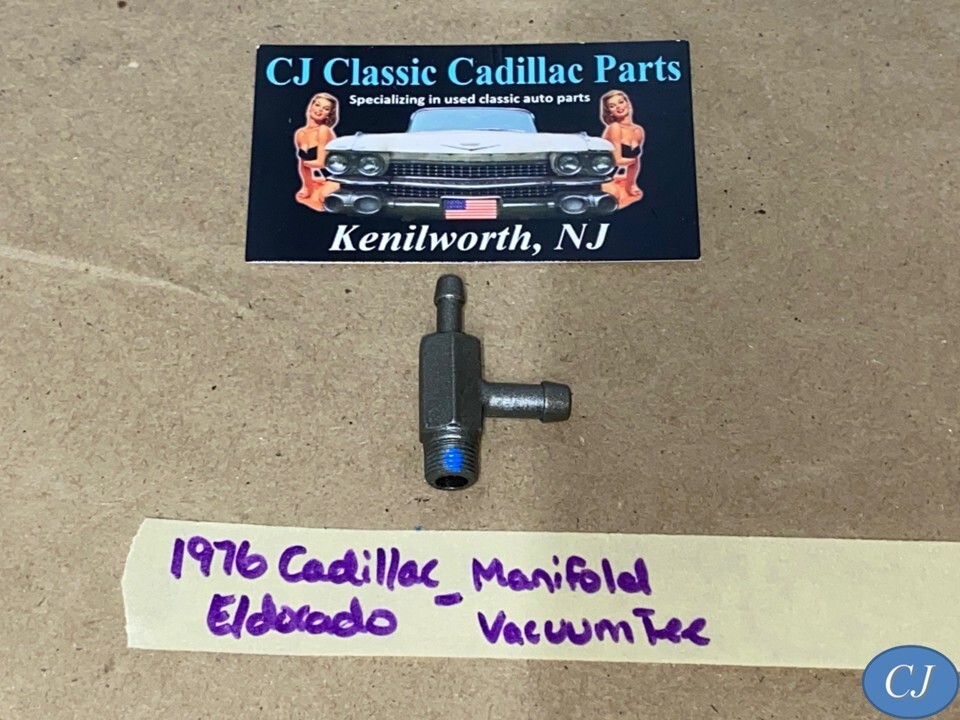 CJ Classic Cadillac Parts
Specializing in used classic auto parts
Kenilworth, NJ
1976 Cadillac - Manifold
Eldorado Vacuum Tee
CJ